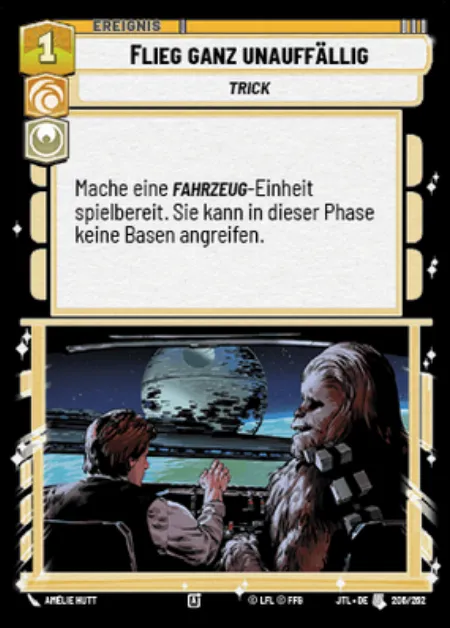 EREIGNIS
1
FLIEG GANZ UNAUFFÄLLIG
TRICK
Mache eine FAHRZEUG-Einheit
spielbereit. Sie kann in dieser Phase
keine Basen angreifen.
AMÉLIE HUTT
A
© LFL © FFG
JTL • DE
206/262